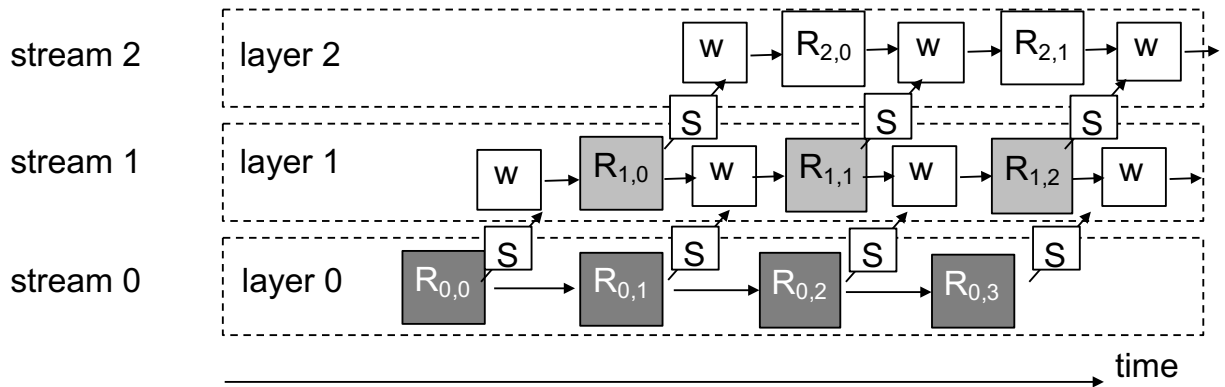 stream 2 layer 2 w R2,0 w R2,1 w
S S S
stream 1 layer 1 w R1,0 w R1,1 w R1,2 w
S S S S
stream 0 layer 0 R0,0 R0,1 R0,2 R0,3
time